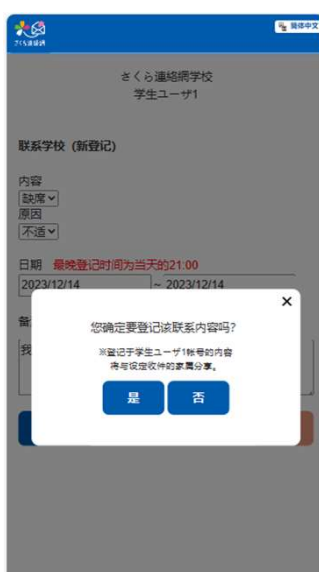 さくら連絡網
簡体中文
さくら連絡網学校
学生ユーザ1
联系学校（新登记）
内容
缺席
原因
不适
日期 最晚登记时间为当天的21:00
2023/12/14 ~ 2023/12/14
备
我
×
您确定要登记该联系内容吗?
※登记于学生ユーザ1帐号的内容
将与设定收件的家属分享。
是 否